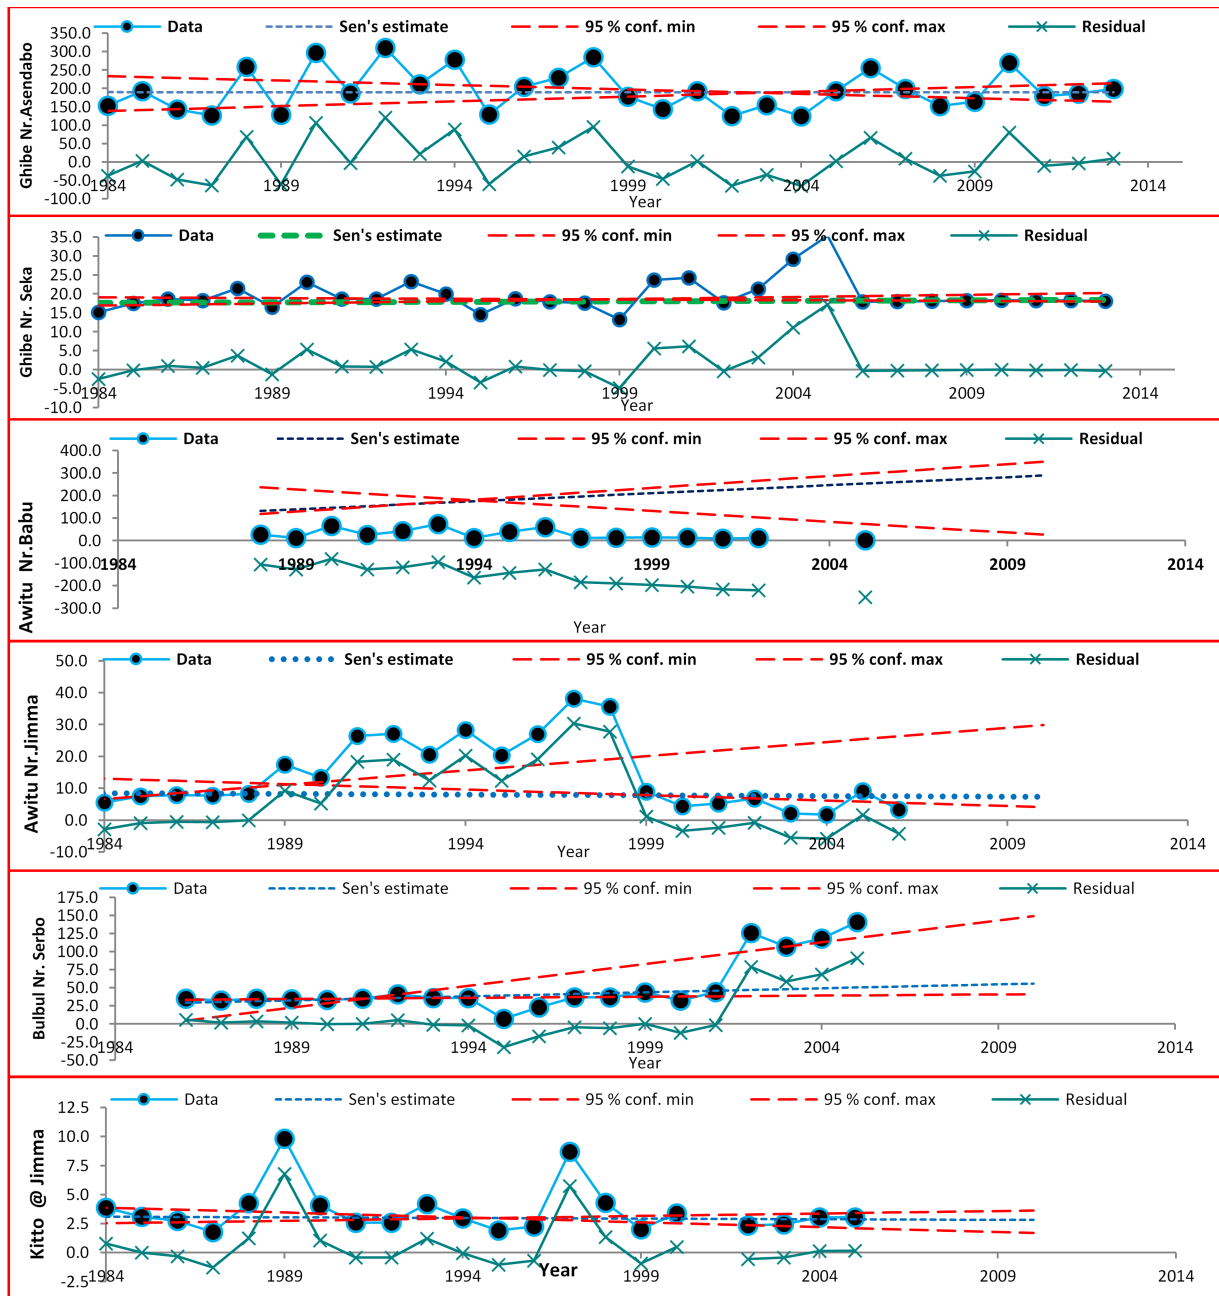 Data Sen's estimate 95 % conf. min 95 % conf. max Residual
350.0
300.0
250.0
200.0
150.0
100.0
50.0
0.0
-50.0
-100.0
1984 1989 1994 1999 2004 2009 2014
Year
Ghibe Nr.Asendabo
Data Sen's estimate 95 % conf. min 95 % conf. max Residual
35.0
30.0
25.0
20.0
15.0
10.0
5.0
0.0
-5.0
-10.0
1984 1989 1994 1999 2004 2009 2014
Year
Ghibe Nr. Seka
Data Sen's estimate 95 % conf. min 95 % conf. max Residual
400.0
300.0
200.0
100.0
0.0
-100.0
-200.0
-300.0
1984 1989 1994 1999 2004 2009 2014
Year
Awitu Nr.Babu
Data Sen's estimate 95 % conf. min 95 % conf. max Residual
50.0
40.0
30.0
20.0
10.0
0.0
-10.0
1984 1989 1994 1999 2004 2009 2014
Year
Awitu Nr.Jimma
Data Sen's estimate 95 % conf. min 95 % conf. max Residual
175.0
150.0
125.0
100.0
75.0
50.0
25.0
0.0
-25.0
-50.0
1984 1989 1994 1999 2004 2009 2014
Year
Bulbul Nr. Serbo
Data Sen's estimate 95 % conf. min 95 % conf. max Residual
12.5
10.0
7.5
5.0
2.5
0.0
-2.5
1984 1989 1994 1999 2004 2009 2014
Year
Kitto @ Jimma